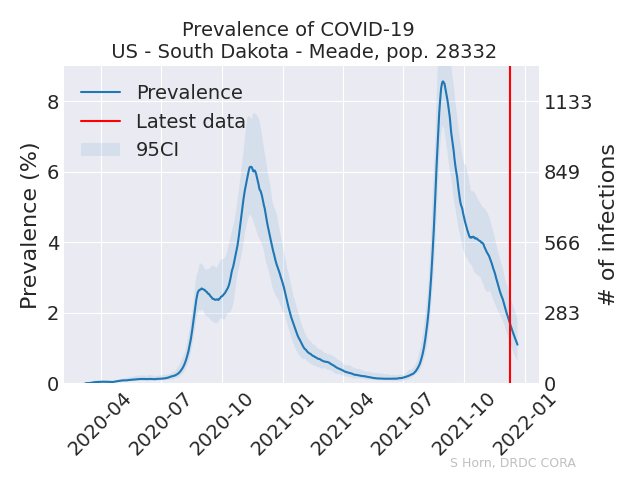 Prevalence of COVID-19
US - South Dakota - Meade, pop. 28332
Prevalence
Latest data
95CI
Prevalence (%)
8
6
4
2
0
1133
849
566
283
0
# of infections
2020-04
2020-07
2020-10
2021-01
2021-04
2021-07
2021-10
2022-01
S Horn, DRDC CORA